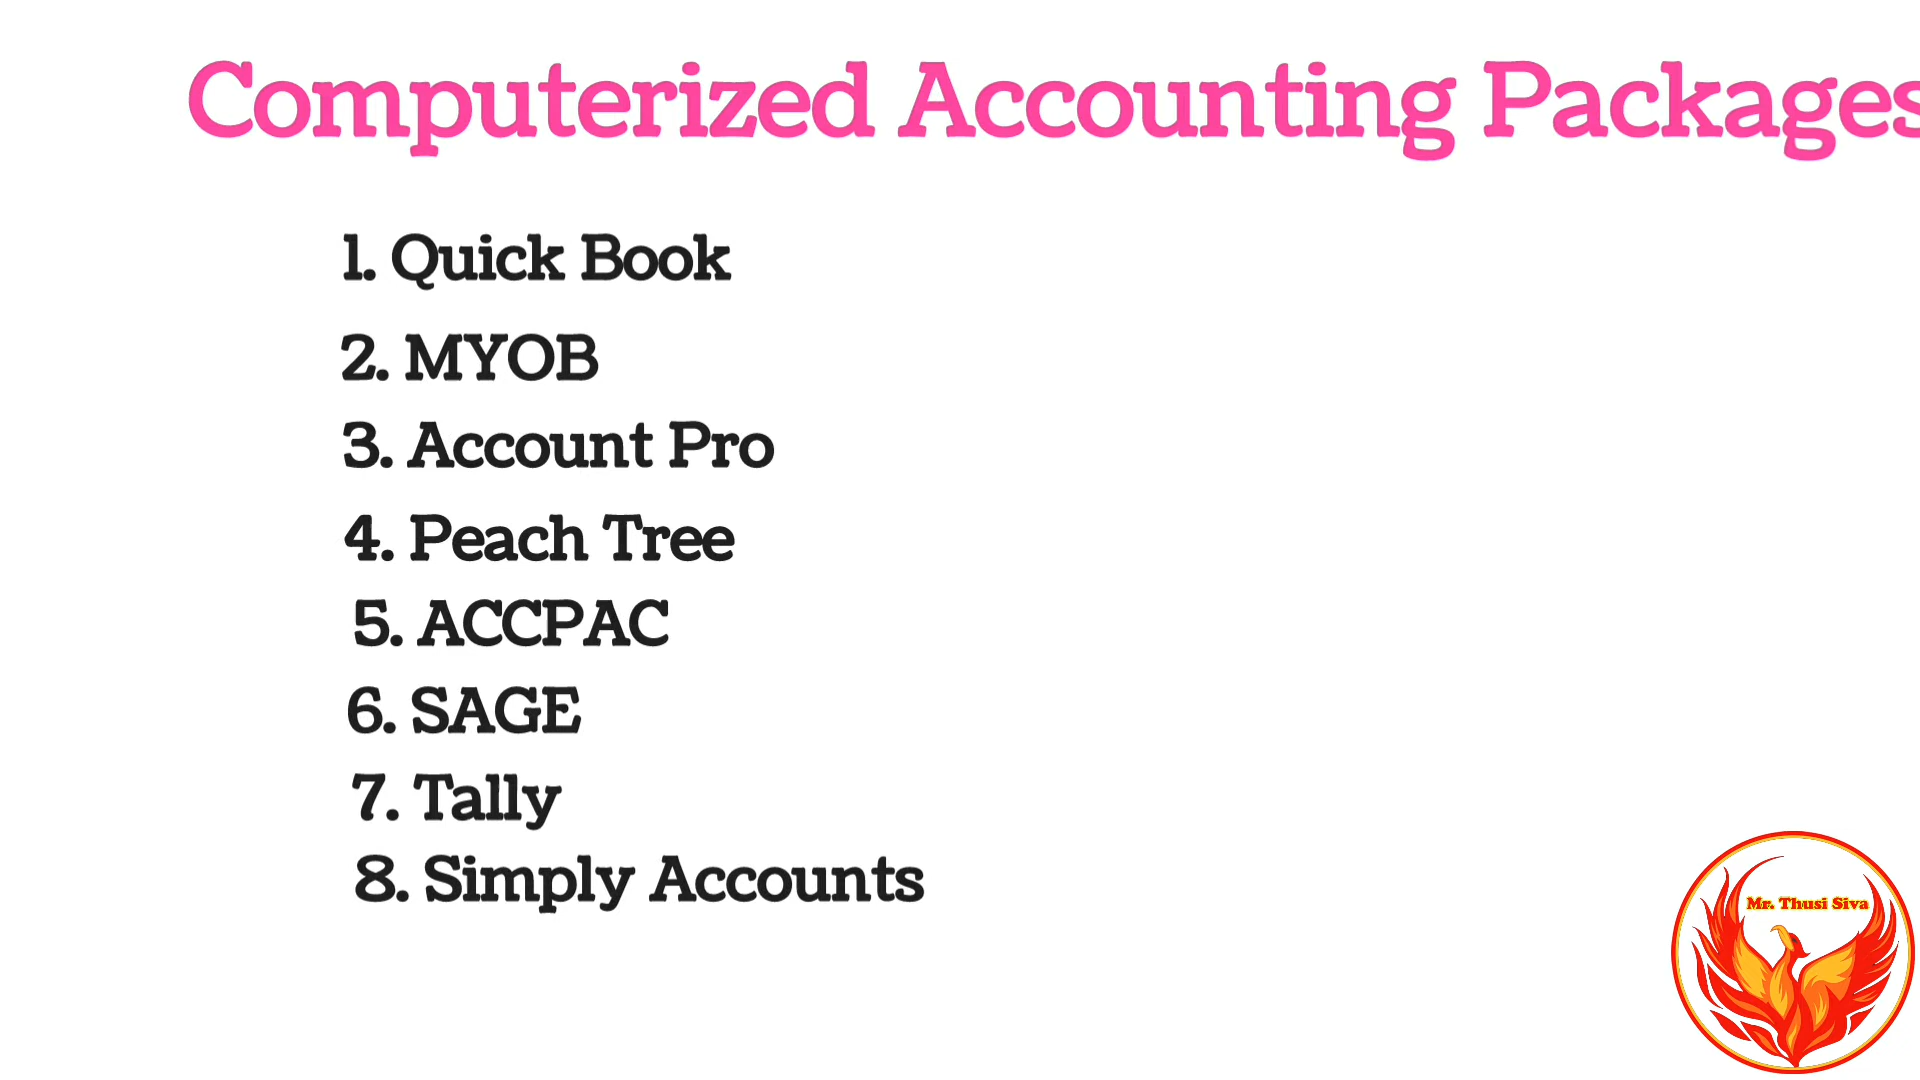 Computerized Accounting Packages
1. Quick Book
2. MYOB
3. Account Pro
4. Peach Tree
5. ACCPAC
6. SAGE
7. Tally
8. Simply Accounts
Mr. Thusi Siva